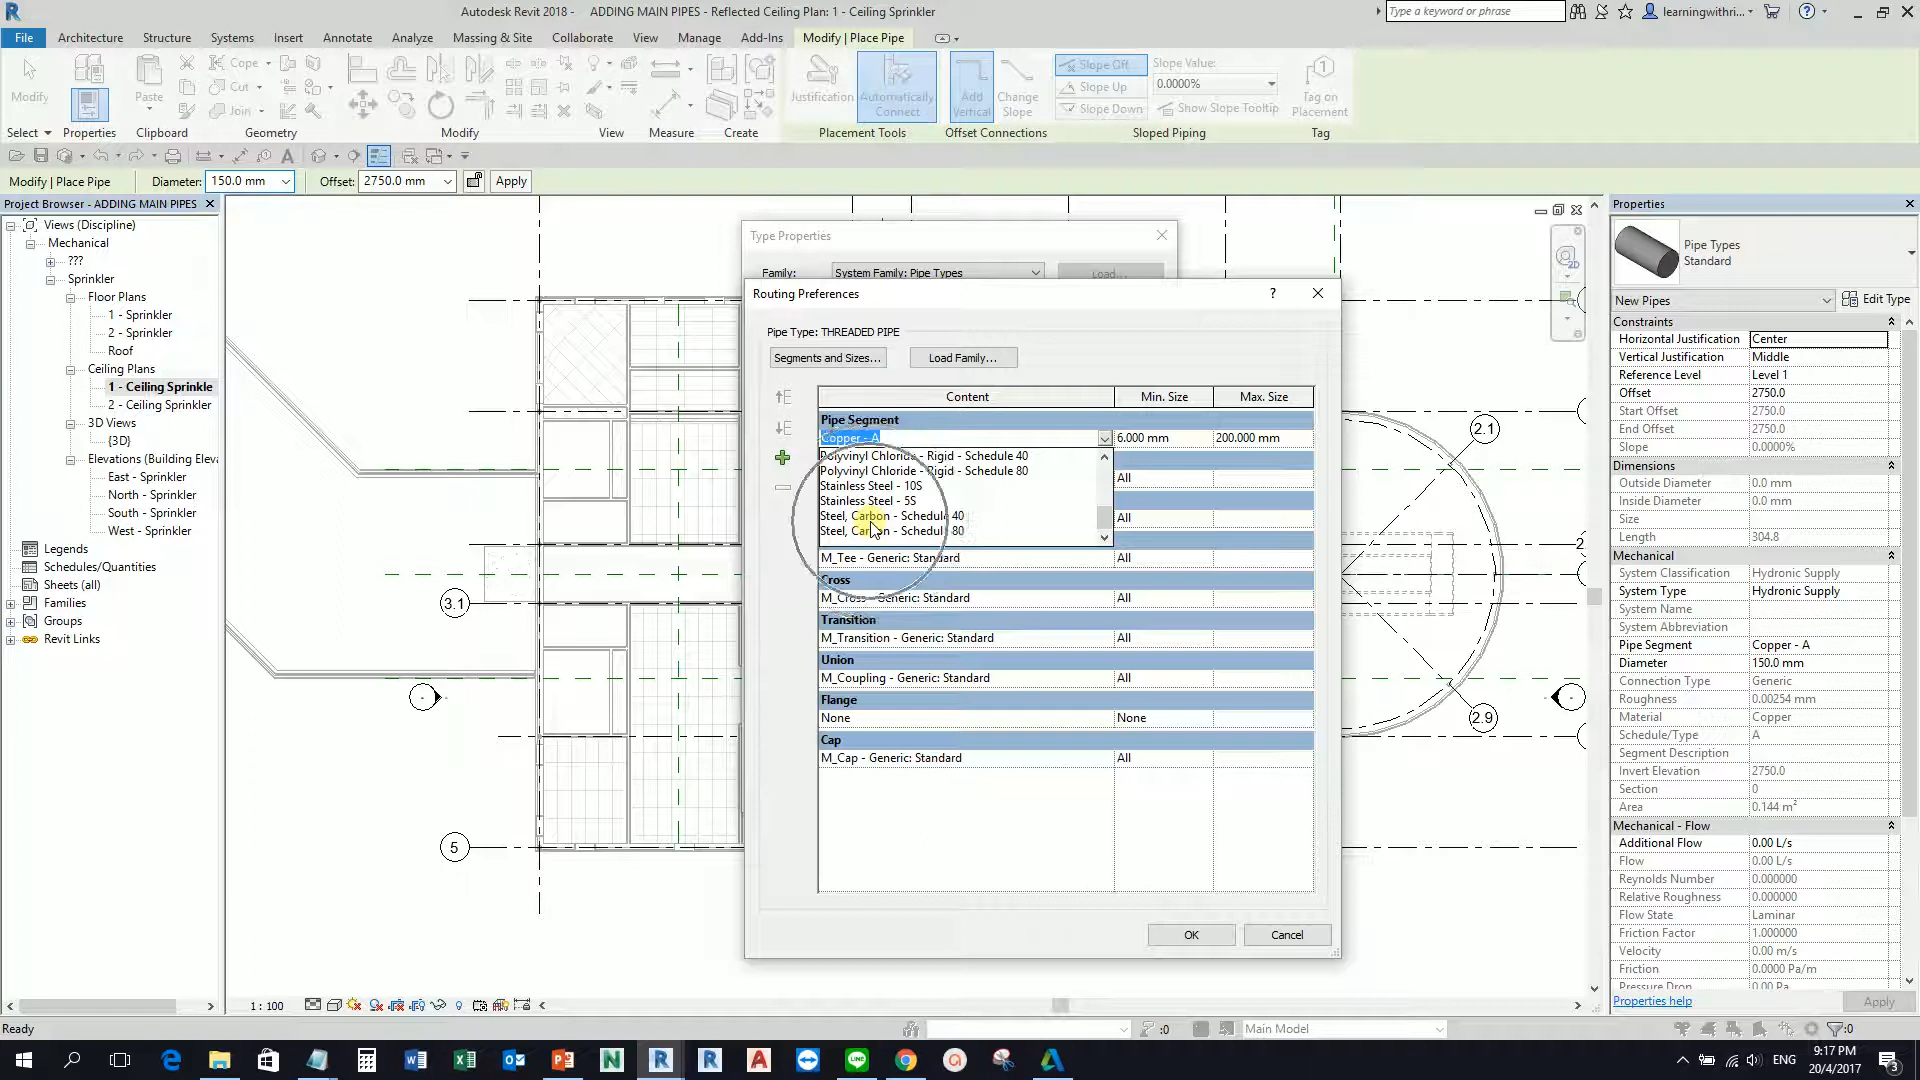 Autodesk Revit 2018 - ADDING MAIN PIPES - Reflected Ceiling Plan: 1 - Ceiling Sprinkler
Type a keyword or phrase
learningwithri...
File Architecture Structure Systems Insert Annotate Analyze Massing & Site Collaborate View Manage Add-Ins Modify | Place Pipe
Modify
Paste
Cope
Cut
Join
Justification
Automatically Connect
Add Vertical
Change Slope
Slope Off
Slope Up
Slope Down
Slope Value:
0.0000%
Show Slope Tooltip
Tag on Placement
Select Properties Clipboard Geometry Modify View Measure Create Placement Tools Offset Connections Sloped Piping Tag
Modify | Place Pipe Diameter: 150.0 mm Offset: 2750.0 mm Apply
Project Browser - ADDING MAIN PIPES
Views (Discipline)
Mechanical
???
Sprinkler
Floor Plans
1 - Sprinkler
2 - Sprinkler
Roof
Ceiling Plans
1 - Ceiling Sprinkle
2 - Ceiling Sprinkler
3D Views
{3D}
Elevations (Building Eleva
East - Sprinkler
North - Sprinkler
South - Sprinkler
West - Sprinkler
Legends
Schedules/Quantities
Sheets (all)
Families
Groups
Revit Links
3.1
5
2.1
2.9
2
Type Properties
Family: System Family: Pipe Types Load...
Routing Preferences
?
Pipe Type: THREADED PIPE
Segments and Sizes... Load Family...
Content Min. Size Max. Size
Pipe Segment
Copper - A 6.000 mm 200.000 mm
Polyvinyl Chloride - Rigid - Schedule 40
Polyvinyl Chloride - Rigid - Schedule 80
All
Stainless Steel - 10S
Stainless Steel - 5S
Steel, Carbon - Schedule 40
All
Steel, Carbon - Schedule 80
M_Tee - Generic: Standard All
Cross
M_Cross - Generic: Standard All
Transition
M_Transition - Generic: Standard All
Union
M_Coupling - Generic: Standard All
Flange
None None
Cap
M_Cap - Generic: Standard All
OK Cancel
Properties
Pipe Types
Standard
New Pipes Edit Type
Constraints
Horizontal Justification Center
Vertical Justification Middle
Reference Level Level 1
Offset 2750.0
Start Offset 2750.0
End Offset 2750.0
Slope 0.0000%
Dimensions
Outside Diameter 0.0 mm
Inside Diameter 0.0 mm
Size
Length 304.8
Mechanical
System Classification Hydronic Supply
System Type Hydronic Supply
System Name
System Abbreviation
Pipe Segment Copper - A
Diameter 150.0 mm
Connection Type Generic
Roughness 0.00254 mm
Material Copper
Schedule/Type A
Segment Description
Invert Elevation 2750.0
Section 0
Area 0.144 m²
Mechanical - Flow
Additional Flow 0.00 L/s
Flow 0.00 L/s
Reynolds Number 0.000000
Relative Roughness 0.000000
Flow State Laminar
Friction Factor 1.000000
Velocity 0.00 m/s
Friction 0.0000 Pa/m
Pressure Drop 0.00 Pa
Properties help Apply
1 : 100
Ready
:0
Main Model
:0
ENG
9:17 PM
20/4/2017
3